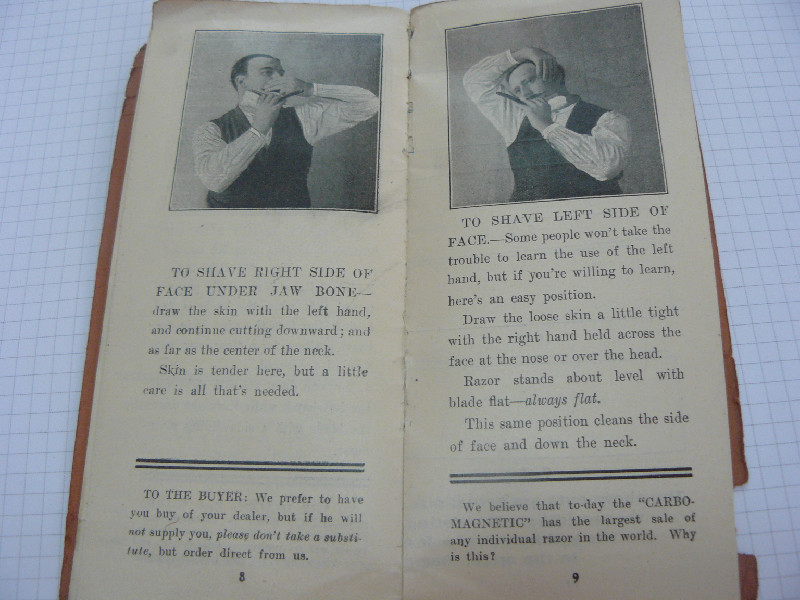 TO SHAVE RIGHT SIDE OF
FACE UNDER JAW BONE—
draw the skin with the left hand,
and continue cutting downward; and
as far as the center of the neck.
Skin is tender here, but a little
care is all that's needed.
TO THE BUYER: We prefer to have
you buy of your dealer, but if he will
not supply you, please don't take a substi-
tute, but order direct from us.
8
TO SHAVE LEFT SIDE OF
FACE.—Some people won't take the
trouble to learn the use of the left
hand, but if you're willing to learn,
here's an easy position.
Draw the loose skin a little tight
with the right hand held across the
face at the nose or over the head.
Razor stands about level with
blade flat—always flat.
This same position cleans the side
of face and down the neck.
We believe that to-day the "CARBO-
MAGNETIC" has the largest sale of
any individual razor in the world. Why
is this?
9